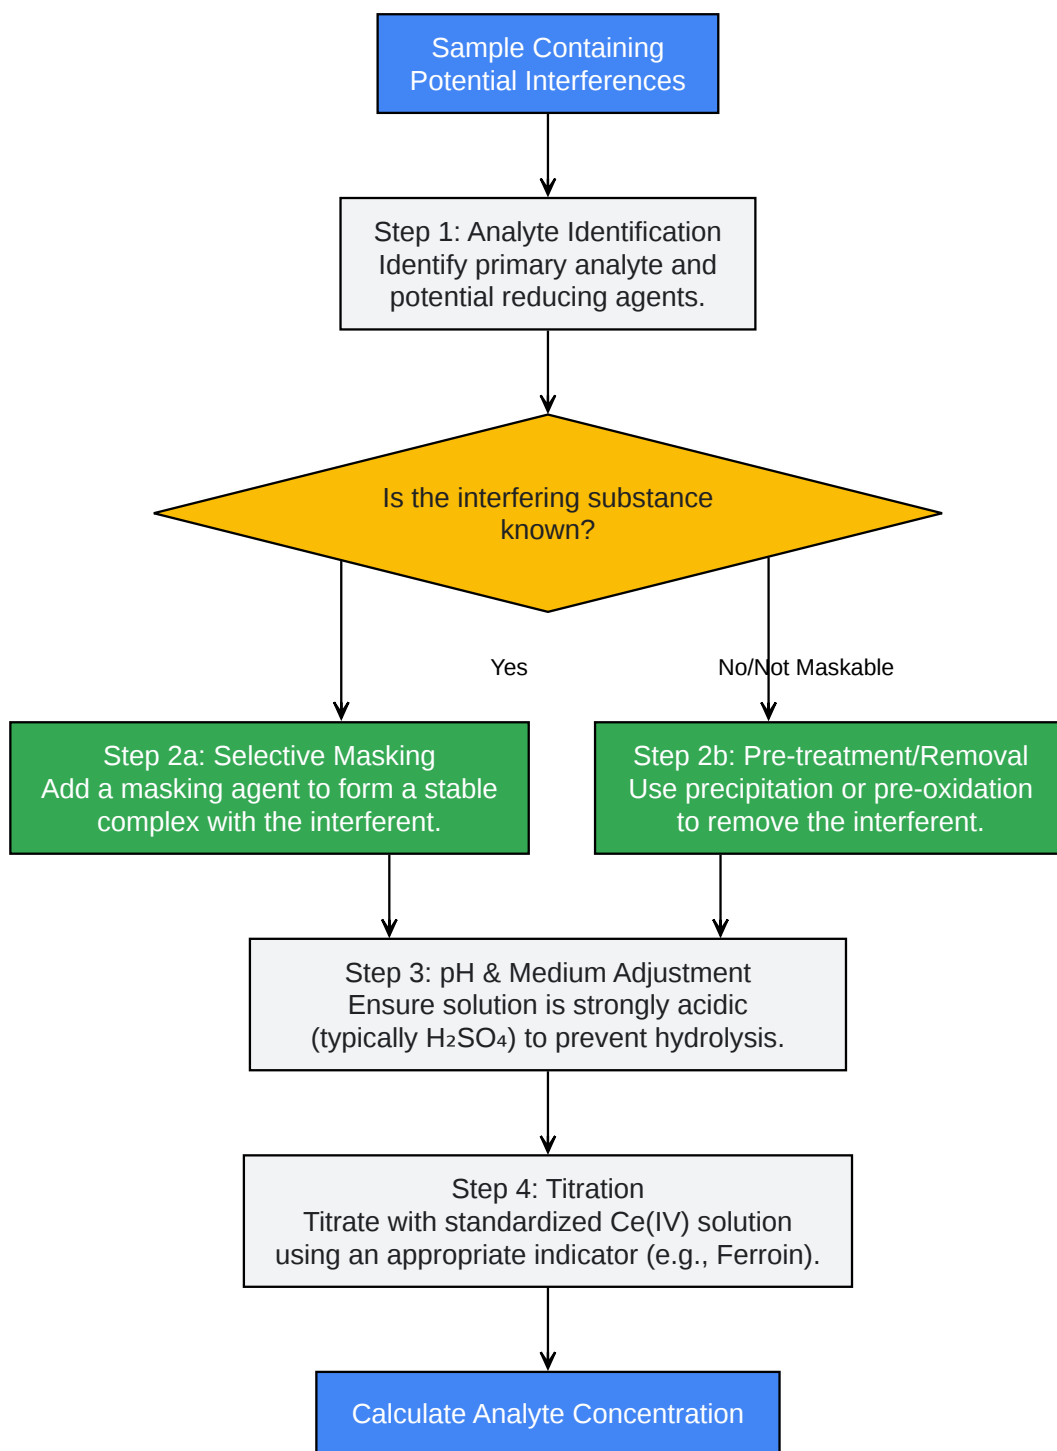 Sample Containing
Potential Interferences
Step 1: Analyte Identification
Identify primary analyte and
potential reducing agents.
Is the interfering substance
known?
Yes
No/Not Maskable
Step 2a: Selective Masking
Add a masking agent to form a stable
complex with the interferent.
Step 2b: Pre-treatment/Removal
Use precipitation or pre-oxidation
to remove the interferent.
Step 3: pH & Medium Adjustment
Ensure solution is strongly acidic
(typically H₂SO₄) to prevent hydrolysis.
Step 4: Titration
Titrate with standardized Ce(IV) solution
using an appropriate indicator (e.g., Ferroin).
Calculate Analyte Concentration